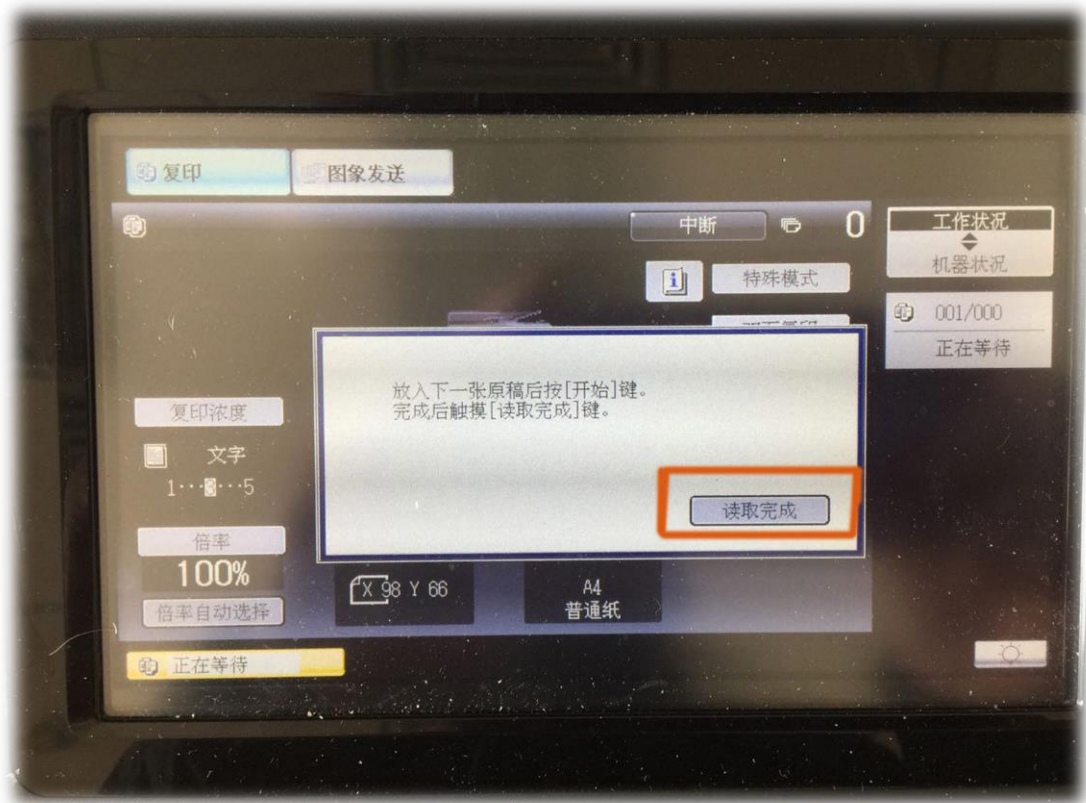 复印
图象发送
中断
0
工作状况
机器状况
特殊模式
001/000
正在等待
放入下一张原稿后按[开始]键。
完成后触摸[读取完成]键。
读取完成
复印浓度
文字
1···3···5
倍率
100%
倍率自动选择
X 98 Y 66
A4
普通纸
正在等待